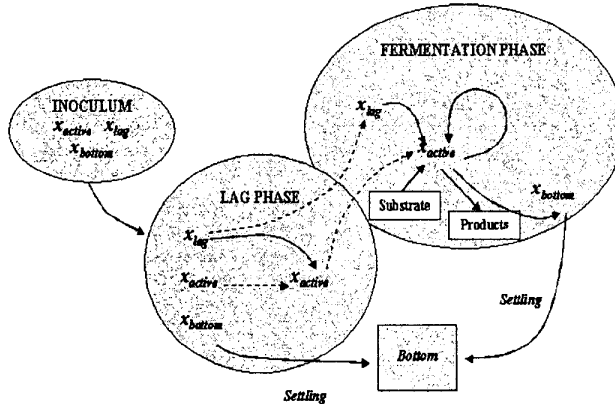 FERMENTATION PHASE
INOCULUM
x_active x_lag
x_bottom
x_lag
x_active
x_bottom
Substrate
Products
LAG PHASE
x_lag
x_active
x_active
x_bottom
Settling
Bottom
Settling